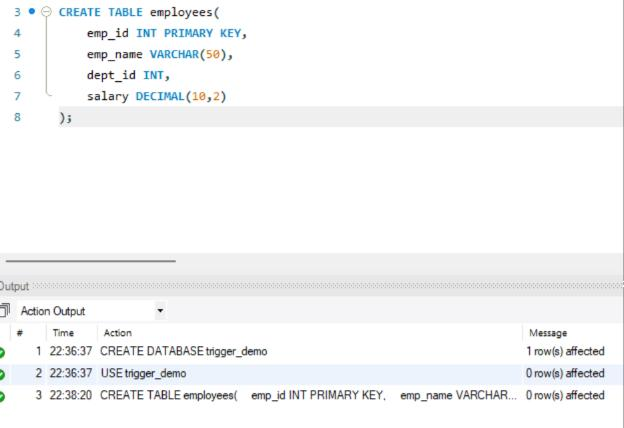 3 CREATE TABLE employees(
4 emp_id INT PRIMARY KEY,
5 emp_name VARCHAR(50),
6 dept_id INT,
7 salary DECIMAL(10,2)
8 );
Output
Action Output
# Time Action Message
1 22:36:37 CREATE DATABASE trigger_demo 1 row(s) affected
2 22:36:37 USE trigger_demo 0 row(s) affected
3 22:38:20 CREATE TABLE employees( emp_id INT PRIMARY KEY, emp_name VARCHAR... 0 row(s) affected